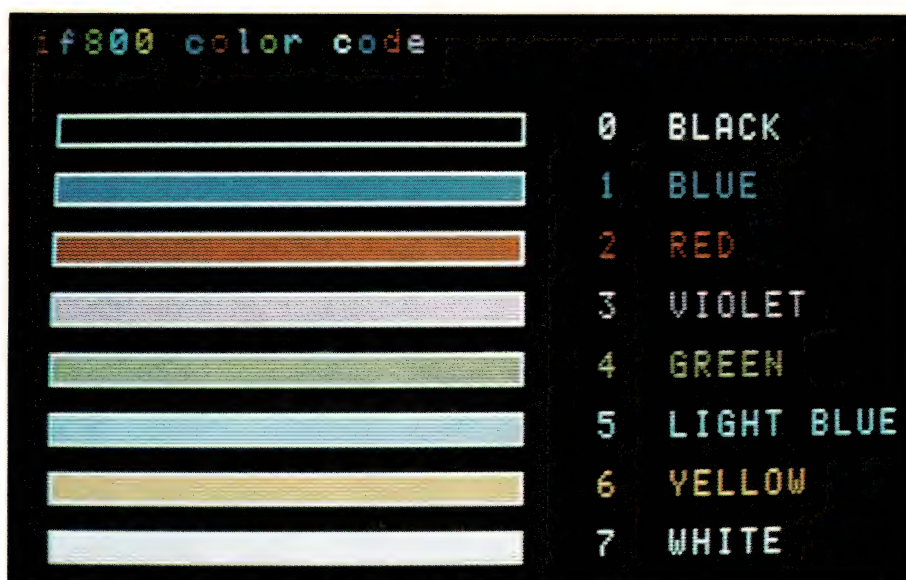 if800 color code
0 BLACK
1 BLUE
2 RED
3 VIOLET
4 GREEN
5 LIGHT BLUE
6 YELLOW
7 WHITE